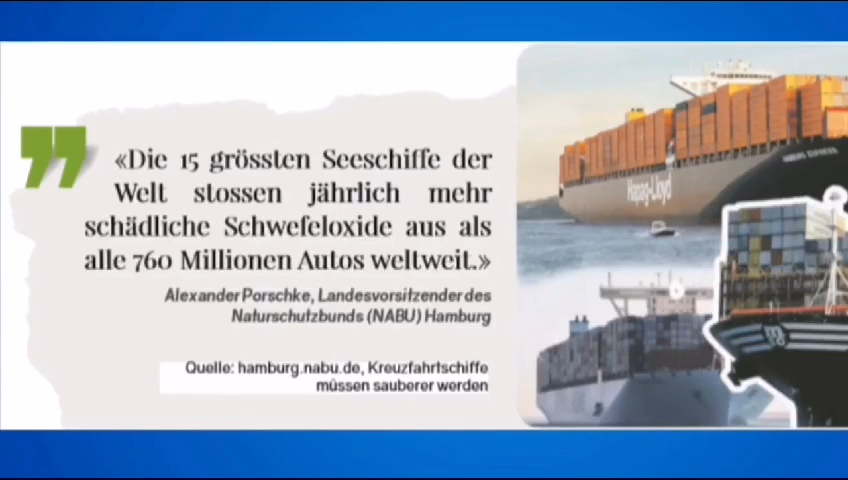 «Die 15 grössten Seeschiffe der
Welt stossen jährlich mehr
schädliche Schwefeloxide aus als
alle 760 Millionen Autos weltweit.»
Alexander Porschke, Landesvorsitzender des
Naturschutzbunds (NABU) Hamburg
Quelle: hamburg.nabu.de, Kreuzfahrtschiffe
müssen sauberer werden
Hapag-Lloyd